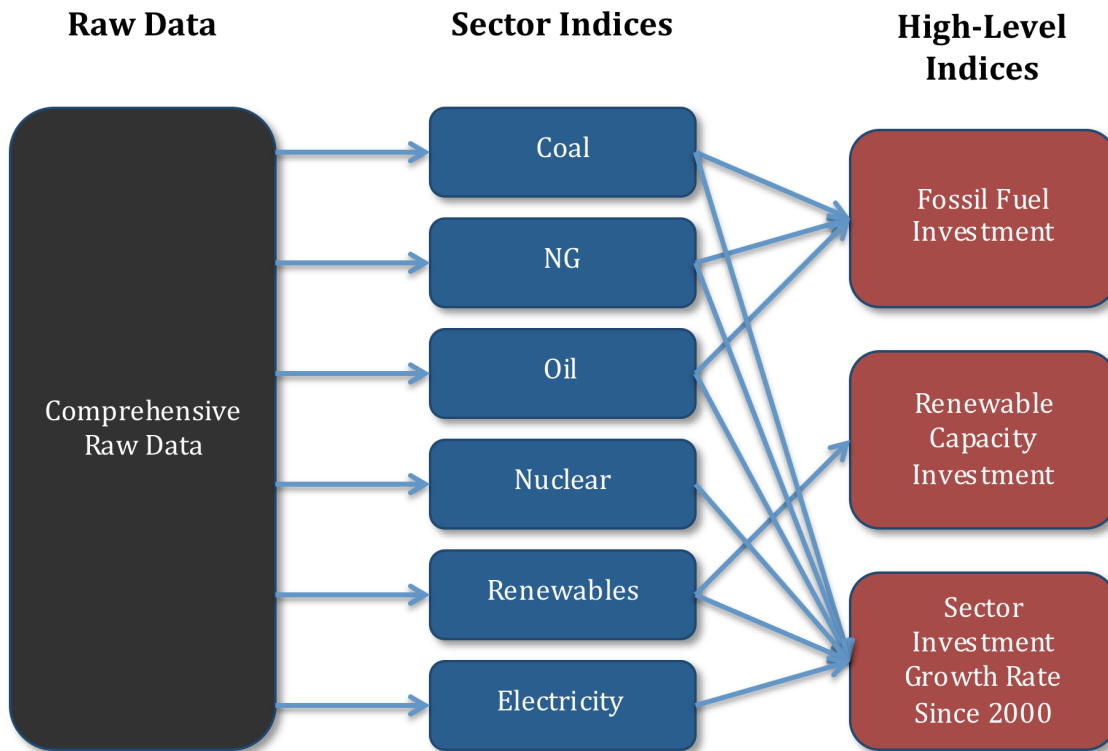 Raw Data
Sector Indices
High-Level
Indices
Comprehensive
Raw Data
Coal
NG
Oil
Nuclear
Renewables
Electricity
Fossil Fuel
Investment
Renewable
Capacity
Investment
Sector
Investment
Growth Rate
Since 2000